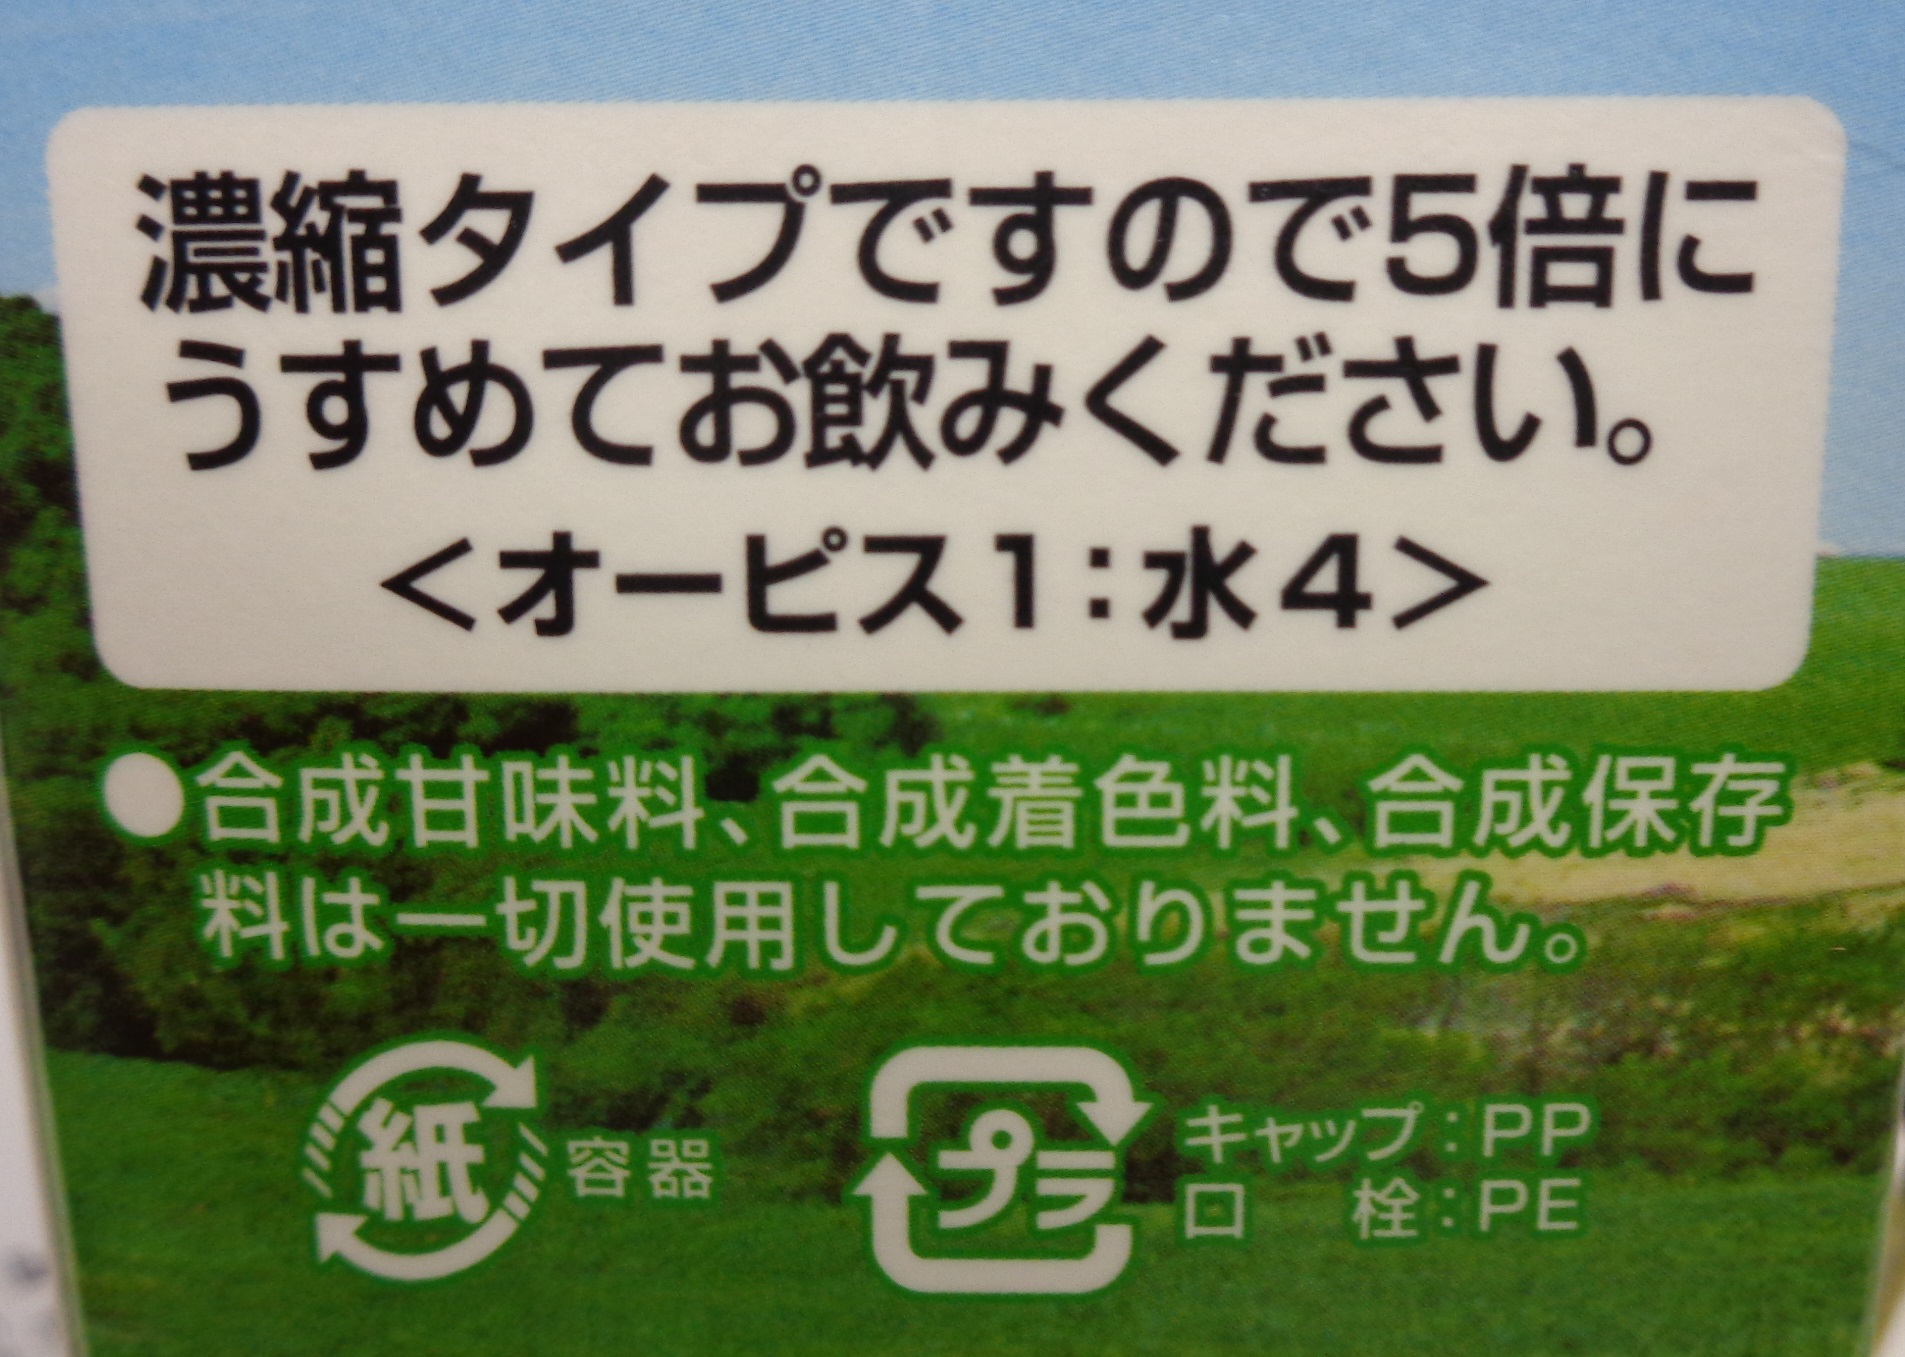 濃縮タイプですので5倍に
うすめてお飲みください。
<オーピス1:水4>
●合成甘味料、合成着色料、合成保存
料は一切使用しておりません。
紙 容器
プラ キャップ:PP
口 栓:PE